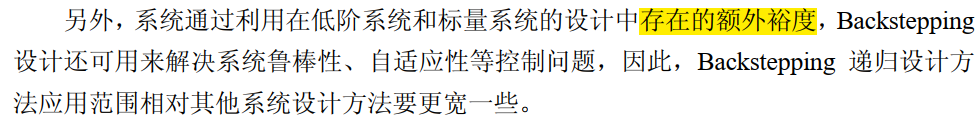 另外，系统通过利用在低阶系统和标量系统的设计中存在的额外裕度，Backstepping
设计还可用来解决系统鲁棒性、自适应性等控制问题，因此，Backstepping 递归设计方
法应用范围相对其他系统设计方法要更宽一些。